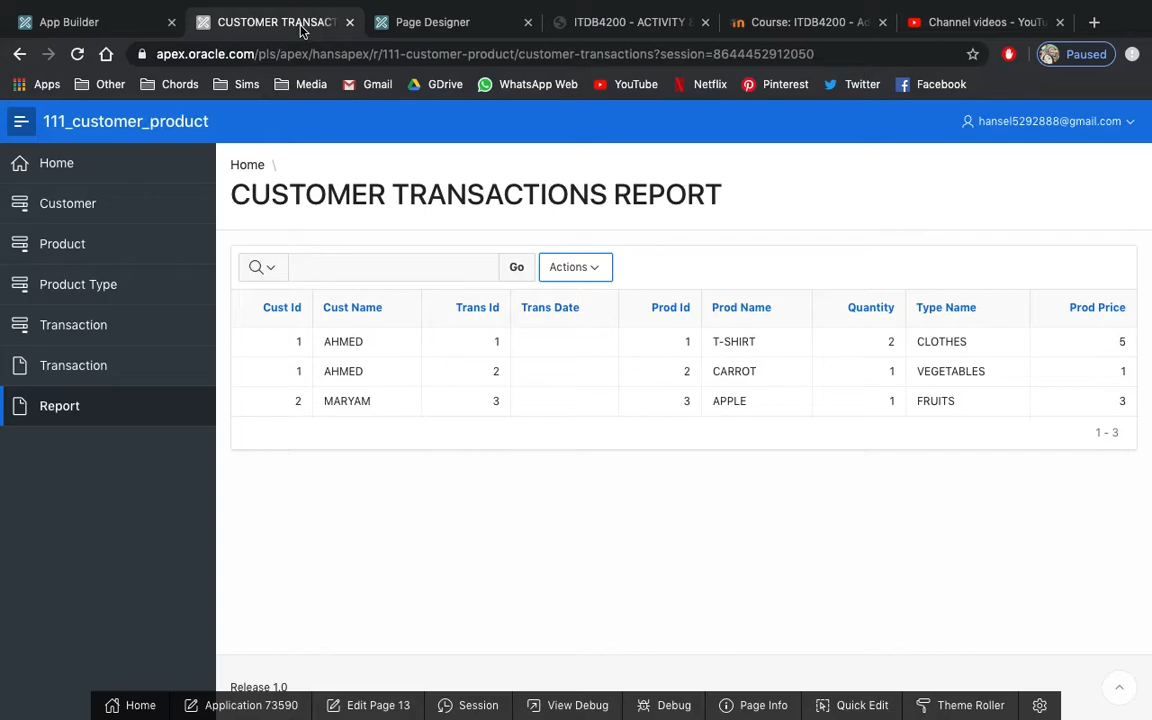 App Builder
CUSTOMER TRANSACT
Page Designer
ITDB4200 - ACTIVITY &
Course: ITDB4200 - Ad
Channel videos - YouTu
apex.oracle.com/pls/apex/hansapex/r/111-customer-product/customer-transactions?session=8644452912050
Paused
Apps
Other
Chords
Sims
Media
Gmail
GDrive
WhatsApp Web
YouTube
Netflix
Pinterest
Twitter
Facebook
111_customer_product
hansel5292888@gmail.com
Home
Customer
Product
Product Type
Transaction
Transaction
Report
Home \
CUSTOMER TRANSACTIONS REPORT
Go
Actions
Cust Id Cust Name Trans Id Trans Date Prod Id Prod Name Quantity Type Name Prod Price
1 AHMED 1 1 T-SHIRT 2 CLOTHES 5
1 AHMED 2 2 CARROT 1 VEGETABLES 1
2 MARYAM 3 3 APPLE 1 FRUITS 3
1 - 3
Release 1.0
Home
Application 73590
Edit Page 13
Session
View Debug
Debug
Page Info
Quick Edit
Theme Roller